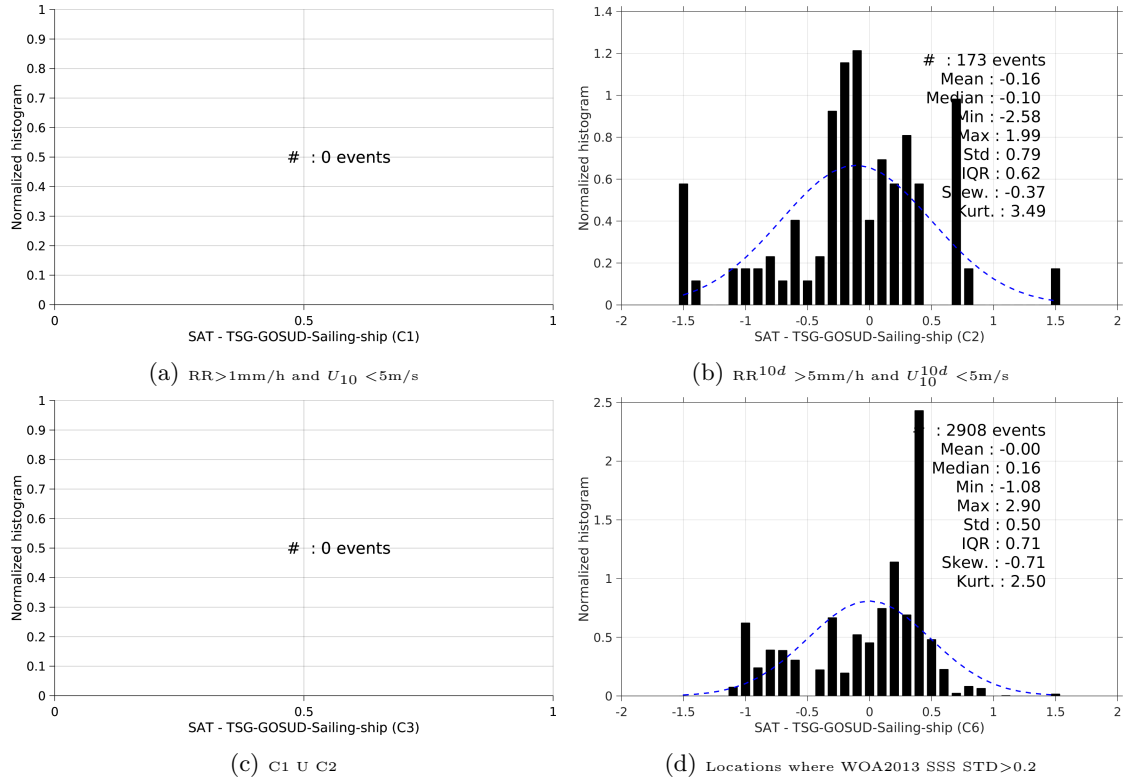 1
0.9
0.8
0.7
0.6
0.5
0.4
0.3
0.2
0.1
0
Normalized histogram
# : 0 events
0 0.5 1
SAT - TSG-GOSUD-Sailing-ship (C1)
(a) RR>1mm/h and U10 <5m/s
1.4
1.2
1
0.8
0.6
0.4
0.2
0
Normalized histogram
# : 173 events
Mean : -0.16
Median : -0.10
Min : -2.58
Max : 1.99
Std : 0.79
IQR : 0.62
Skew. : -0.37
Kurt. : 3.49
-2 -1.5 -1 -0.5 0 0.5 1 1.5 2
SAT - TSG-GOSUD-Sailing-ship (C2)
(b) RR10d >5mm/h and U10 10d <5m/s
1
0.9
0.8
0.7
0.6
0.5
0.4
0.3
0.2
0.1
0
Normalized histogram
# : 0 events
0 0.5 1
SAT - TSG-GOSUD-Sailing-ship (C3)
(c) C1 U C2
2.5
2
1.5
1
0.5
0
Normalized histogram
# : 2908 events
Mean : -0.00
Median : 0.16
Min : -1.08
Max : 2.90
Std : 0.50
IQR : 0.71
Skew. : -0.71
Kurt. : 2.50
-2 -1.5 -1 -0.5 0 0.5 1 1.5 2
SAT - TSG-GOSUD-Sailing-ship (C6)
(d) Locations where WOA2013 SSS STD>0.2